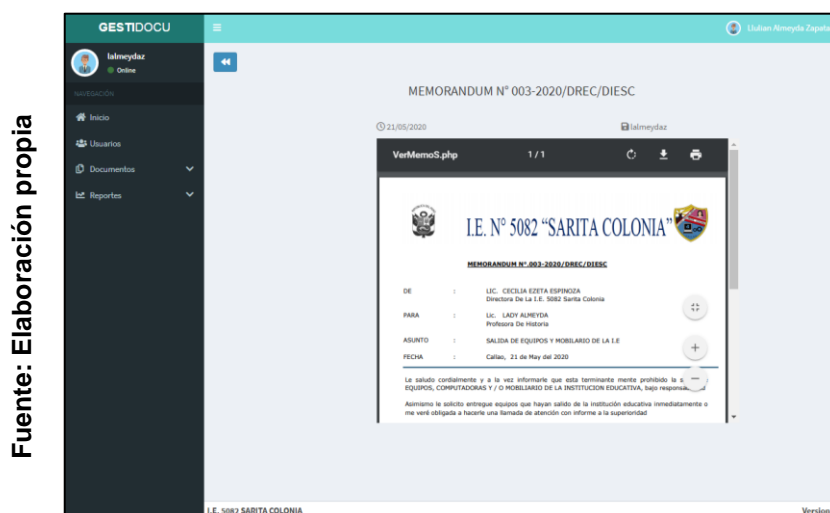 Fuente: Elaboración propia
GESTIDOCU
Llulian Almeyda Zapata
lalmeydaz
Online
NAVEGACIÓN
Inicio
Usuarios
Documentos
Reportes
MEMORANDUM N° 003-2020/DREC/DIESC
21/05/2020 lalmeydaz
VerMemoS.php 1 / 1
I.E. Nº 5082 “SARITA COLONIA”
MEMORANDUM Nº.003-2020/DREC/DIESC
DE : LIC. CECILIA EZETA ESPINOZA
Directora De La I.E. 5082 Sarita Colonia
PARA : Lic. LADY ALMEYDA
Profesora De Historia
ASUNTO : SALIDA DE EQUIPOS Y MOBILARIO DE LA I.E
FECHA : Callao, 21 de May del 2020
Le saludo cordialmente y a la vez informarle que esta terminante mente prohibido la
EQUIPOS, COMPUTADORAS Y / O MOBILIARIO DE LA INSTITUCION EDUCATIVA, bajo
Asimismo le solicito entregue equipos que hayan salido de la institución educativa inmediatamente o
me veré obligada a hacerle una llamada de atención con informe a la superioridad
I.E. 5082 SARITA COLONIA
Version